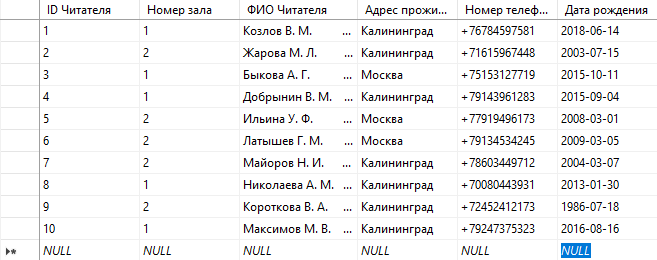 ID Читателя Номер зала ФИО Читателя Адрес прожи... Номер телеф... Дата рождения
1 1 Козлов В. М. ... Калининград +76784597581 2018-06-14
2 2 Жарова М. Л. ... Калининград +71615967448 2003-07-15
3 1 Быкова А. Г. ... Москва +75153127719 2015-10-11
4 1 Добрынин В. М. ... Калининград +79143961283 2015-09-04
5 2 Ильина У. Ф. ... Москва +77919496173 2008-03-01
6 2 Латышев Г. М. ... Москва +79134534245 2009-03-05
7 2 Майоров Н. И. ... Калининград +78603449712 2004-03-07
8 1 Николаева А. М. ... Калининград +70080443931 2013-01-30
9 2 Короткова В. А. ... Калининград +72452412173 1986-07-18
10 1 Максимов М. В. ... Калининград +79247375323 2016-08-16
NULL NULL NULL NULL NULL NULL